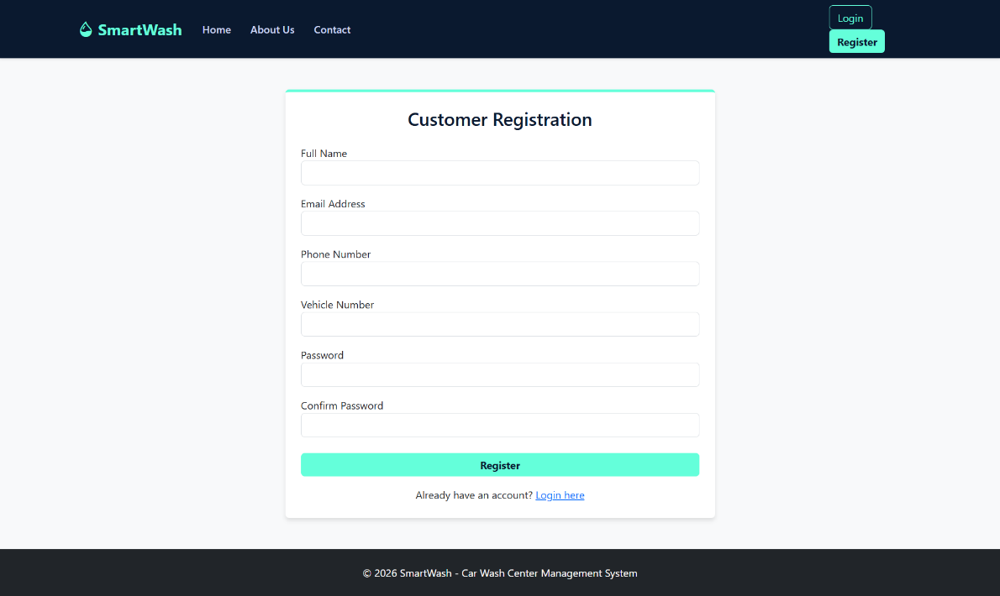 SmartWash Home About Us Contact
Login
Register
Customer Registration
Full Name
Email Address
Phone Number
Vehicle Number
Password
Confirm Password
Register
Already have an account? Login here
© 2026 SmartWash - Car Wash Center Management System